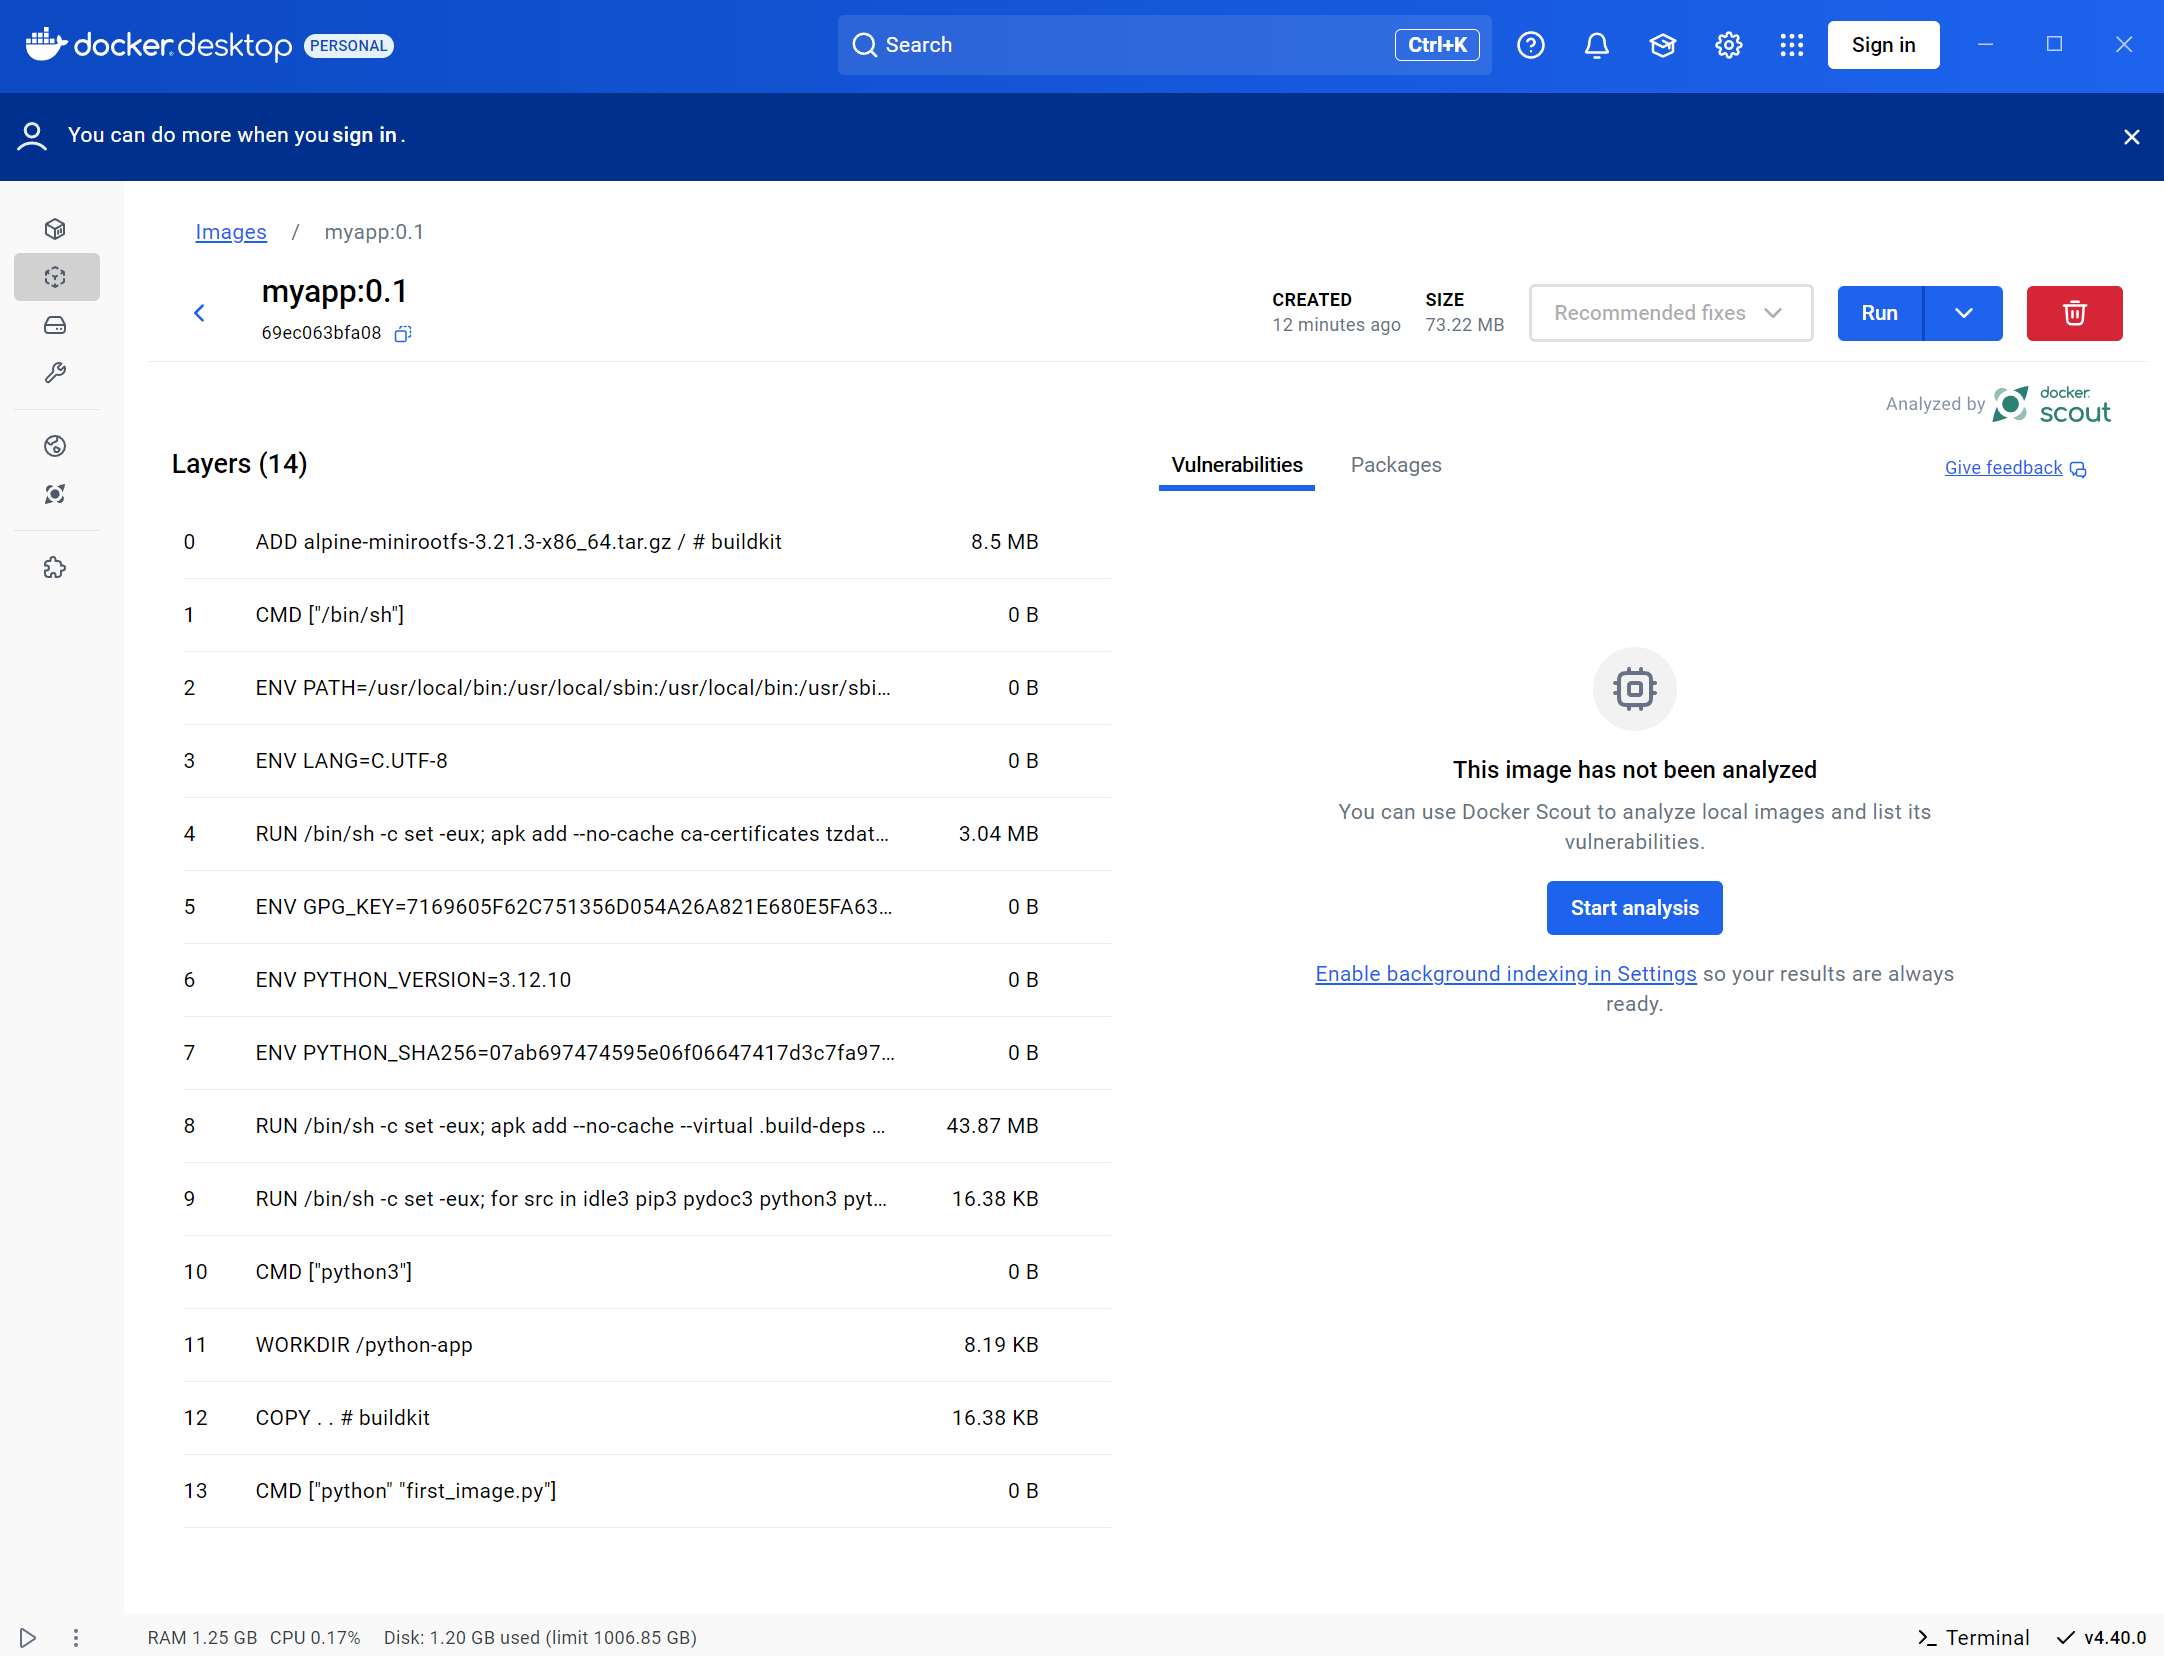 docker desktop PERSONAL
Search Ctrl+K
Sign in
You can do more when you sign in .
Images / myapp:0.1
myapp:0.1
69ec063bfa08
CREATED
12 minutes ago
SIZE
73.22 MB
Recommended fixes
Run
Analyzed by docker scout
Layers (14)
Vulnerabilities Packages
Give feedback
0 ADD alpine-minirootfs-3.21.3-x86_64.tar.gz / # buildkit 8.5 MB
1 CMD ["/bin/sh"] 0 B
2 ENV PATH=/usr/local/bin:/usr/local/sbin:/usr/local/bin:/usr/sbi... 0 B
3 ENV LANG=C.UTF-8 0 B
4 RUN /bin/sh -c set -eux; apk add --no-cache ca-certificates tzdat... 3.04 MB
5 ENV GPG_KEY=7169605F62C751356D054A26A821E680E5FA63... 0 B
6 ENV PYTHON_VERSION=3.12.10 0 B
7 ENV PYTHON_SHA256=07ab697474595e06f06647417d3c7fa97... 0 B
8 RUN /bin/sh -c set -eux; apk add --no-cache --virtual .build-deps ... 43.87 MB
9 RUN /bin/sh -c set -eux; for src in idle3 pip3 pydoc3 python3 pyt... 16.38 KB
10 CMD ["python3"] 0 B
11 WORKDIR /python-app 8.19 KB
12 COPY . . # buildkit 16.38 KB
13 CMD ["python" "first_image.py"] 0 B
This image has not been analyzed
You can use Docker Scout to analyze local images and list its
vulnerabilities.
Start analysis
Enable background indexing in Settings so your results are always
ready.
RAM 1.25 GB CPU 0.17% Disk: 1.20 GB used (limit 1006.85 GB)
Terminal v4.40.0